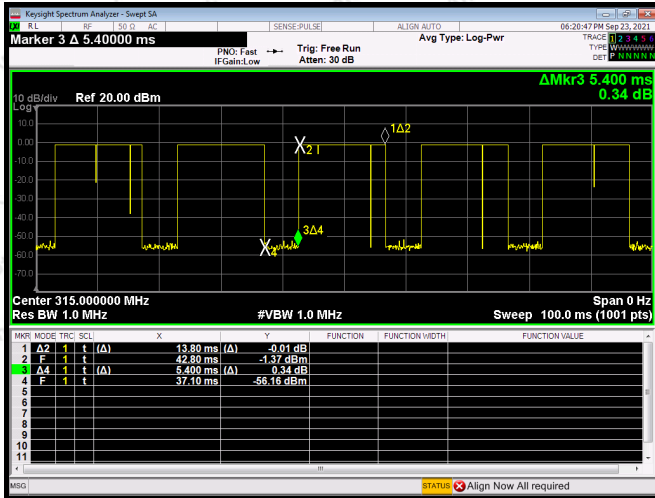 Keysight Spectrum Analyzer - Swept SA
RL RF 50 Ω AC SENSE:PULSE ALIGN AUTO 06:20:47 PM Sep 23, 2021
Marker 3 Δ 5.40000 ms
PNO: Fast
IFGain:Low
Trig: Free Run
Atten: 30 dB
Avg Type: Log-Pwr
TRACE 1 2 3 4 5 6
TYPE WWWWWW
DET P N N N N N
ΔMkr3 5.400 ms
0.34 dB
10 dB/div Ref 20.00 dBm
Log
10.0
0.00
-10.0
-20.0
-30.0
-40.0
-50.0
-60.0
-70.0
1Δ2
X2
3Δ4
X4
Center 315.000000 MHz Span 0 Hz
Res BW 1.0 MHz #VBW 1.0 MHz Sweep 100.0 ms (1001 pts)
MKR MODE TRC SCL X Y FUNCTION FUNCTION WIDTH FUNCTION VALUE
1 Δ2 1 t (Δ) 13.80 ms (Δ) -0.01 dB
2 F 1 t 42.80 ms -1.37 dBm
3 Δ4 1 t (Δ) 5.400 ms (Δ) 0.34 dB
4 F 1 t 37.10 ms -56.16 dBm
5
6
7
8
9
10
11
MSG STATUS Align Now All required